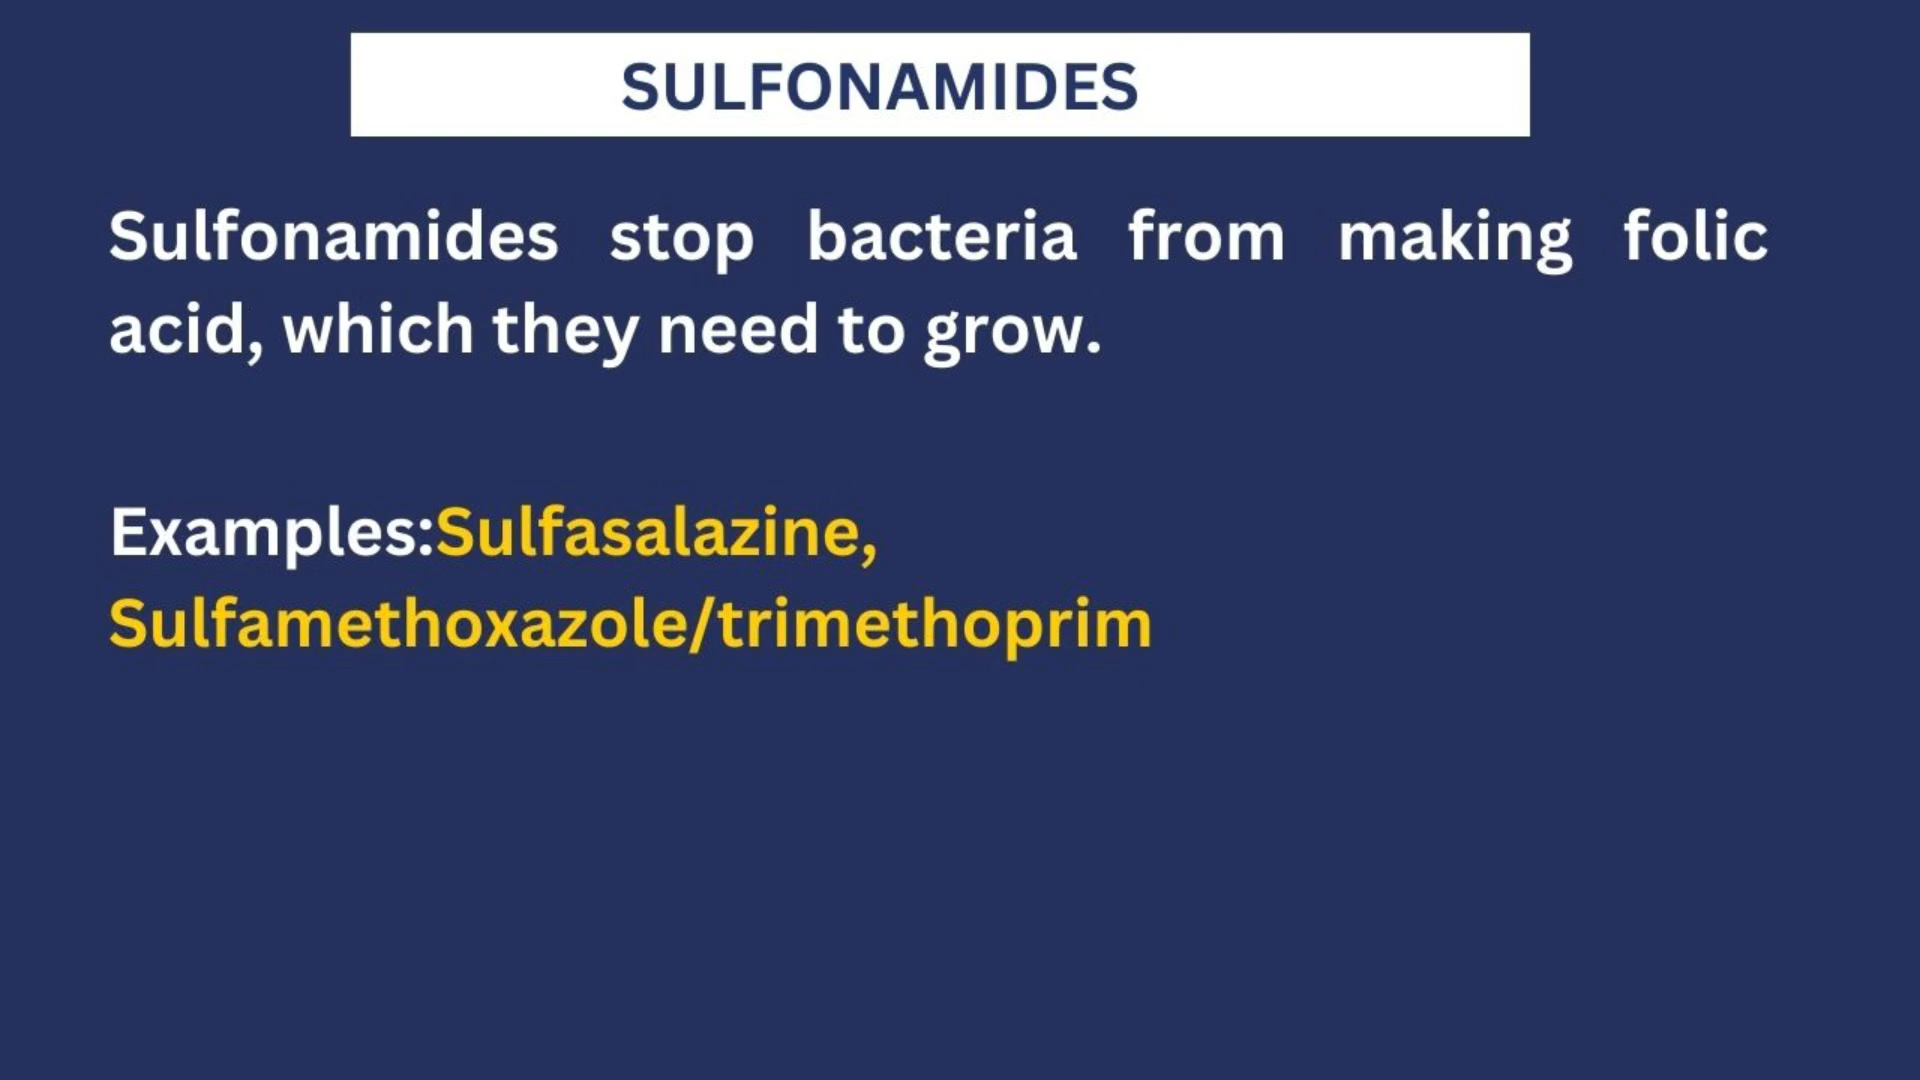 SULFONAMIDES
Sulfonamides stop bacteria from making folic
acid, which they need to grow.
Examples:Sulfasalazine,
Sulfamethoxazole/trimethoprim